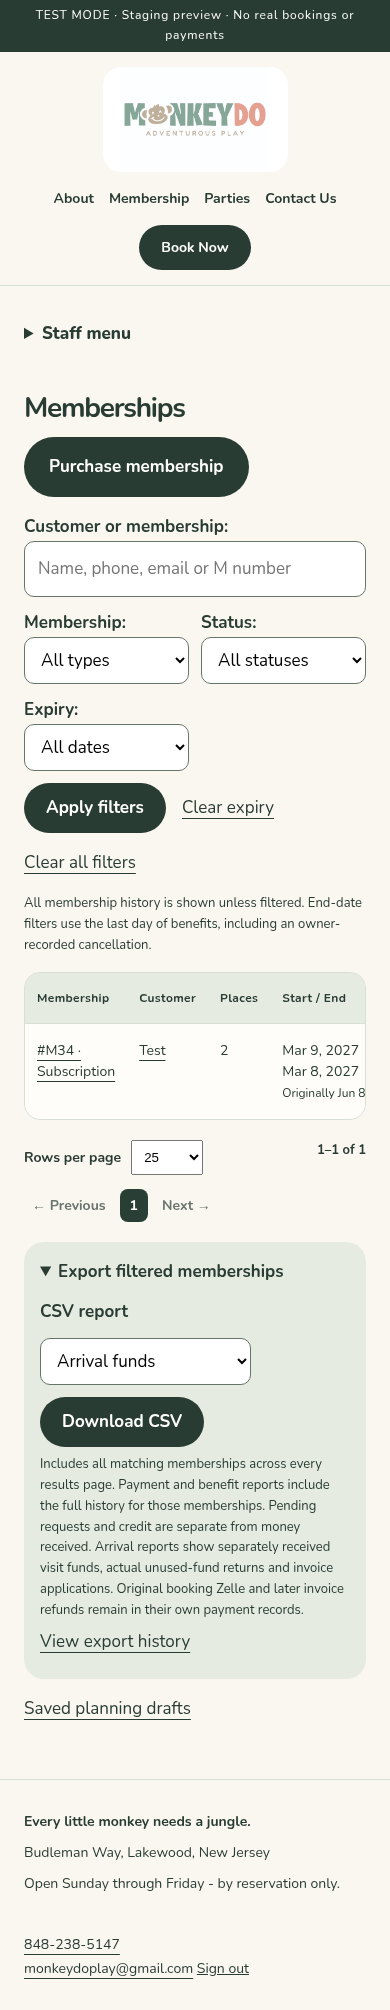 TEST MODE · Staging preview · No real bookings or
payments
MONKEYDO
ADVENTUROUS PLAY
About Membership Parties Contact Us
Book Now
▶ Staff menu
Memberships
Purchase membership
Customer or membership:
Name, phone, email or M number
Membership: Status:
All types All statuses
Expiry:
All dates
Apply filters Clear expiry
Clear all filters
All membership history is shown unless filtered. End-date
filters use the last day of benefits, including an owner-
recorded cancellation.
Membership Customer Places Start / End
#M34 · Test 2 Mar 9, 2027
Subscription Mar 8, 2027
Originally Jun 8
Rows per page 25 1–1 of 1
← Previous 1 Next →
▼ Export filtered memberships
CSV report
Arrival funds
Download CSV
Includes all matching memberships across every
results page. Payment and benefit reports include
the full history for those memberships. Pending
requests and credit are separate from money
received. Arrival reports show separately received
visit funds, actual unused-fund returns and invoice
applications. Original booking Zelle and later invoice
refunds remain in their own payment records.
View export history
Saved planning drafts
Every little monkey needs a jungle.
Budleman Way, Lakewood, New Jersey
Open Sunday through Friday - by reservation only.
848-238-5147
monkeydoplay@gmail.com Sign out